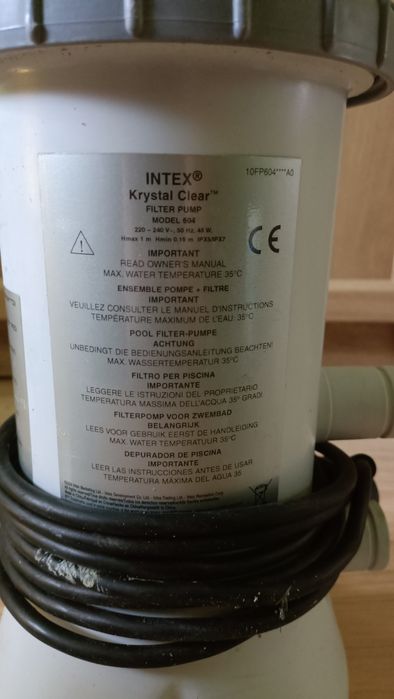 INTEX®
10FP604****A0
Krystal Clear™
FILTER PUMP
MODEL 604
220 - 240 V~, 50 Hz, 45 W,
Hmax 1 m Hmin 0.15 m IPX5/IPX7
CE
IMPORTANT
READ OWNER'S MANUAL
MAX. WATER TEMPERATURE 35°C
ENSEMBLE POMPE + FILTRE
IMPORTANT
VEUILLEZ CONSULTER LE MANUEL D'INSTRUCTIONS
TEMPÉRATURE MAXIMUM DE L'EAU: 35°C
POOL FILTER-PUMPE
ACHTUNG
UNBEDINGT DIE BEDIENUNGSANLEITUNG BEACHTEN!
MAX. WASSERTEMPERATUR 35°C
FILTRO PER PISCINA
IMPORTANTE
LEGGERE LE ISTRUZIONI DEL PROPRIETARIO
TEMPERATURA MASSIMA DELL'ACQUA 35° GRADI
FILTERPOMP VOOR ZWEMBAD
BELANGRIJK
LEES VOOR GEBRUIK EERST DE HANDLEIDING
MAX. WATER TEMPERATUUR 35°C
DEPURADOR DE PISCINA
IMPORTANTE
LEER LAS INSTRUCCIONES ANTES DE USAR
TEMPERATURA MÁXIMA DEL AGUA 35